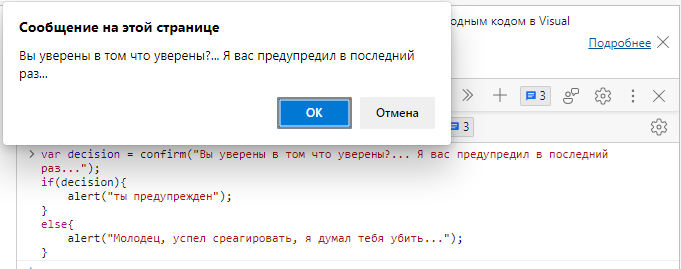 Сообщение на этой странице
Вы уверены в том что уверены?... Я вас предупредил в последний
раз...
ОК
Отмена
одным кодом в Visual
Подробнее
3
3
var decision = confirm("Вы уверены в том что уверены?... Я вас предупредил в последний
раз...");
if(decision){
alert("ты предупрежден");
}
else{
alert("Молодец, успел среагировать, я думал тебя убить...");
}